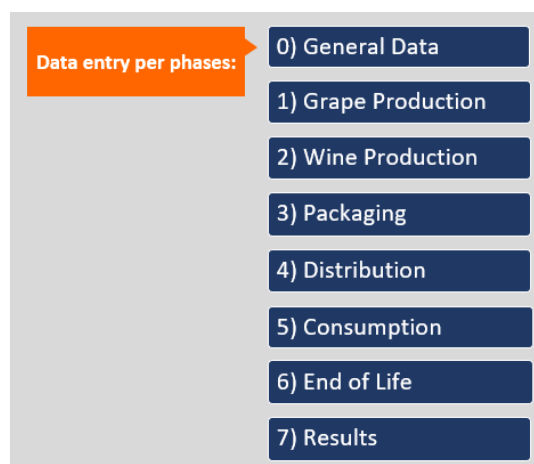 Data entry per phases:
0) General Data
1) Grape Production
2) Wine Production
3) Packaging
4) Distribution
5) Consumption
6) End of Life
7) Results